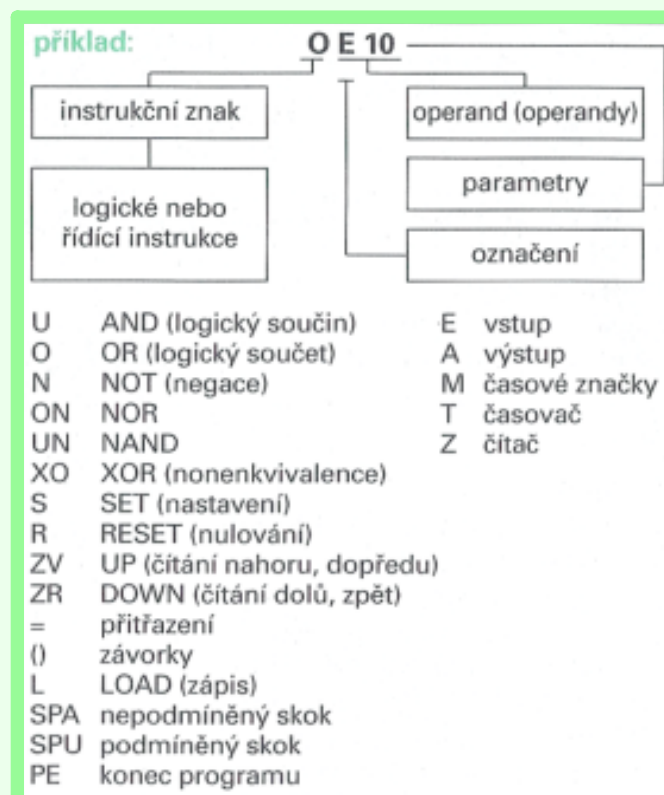 příklad: O E 10
instrukční znak
operand (operandy)
logické nebo
řídící instrukce
parametry
označení
U AND (logický součin)
O OR (logický součet)
N NOT (negace)
ON NOR
UN NAND
XO XOR (nonenkvivalence)
S SET (nastavení)
R RESET (nulování)
ZV UP (čítání nahoru, dopředu)
ZR DOWN (čítání dolů, zpět)
= přitřazení
() závorky
L LOAD (zápis)
SPA nepodmíněný skok
SPU podmíněný skok
PE konec programu
E vstup
A výstup
M časové značky
T časovač
Z čítač